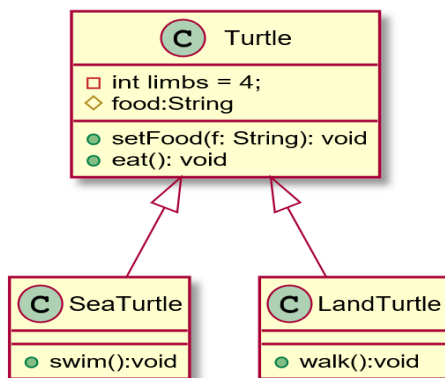 C Turtle
int limbs = 4;
food:String
setFood(f: String): void
eat(): void
C SeaTurtle
swim():void
C LandTurtle
walk():void